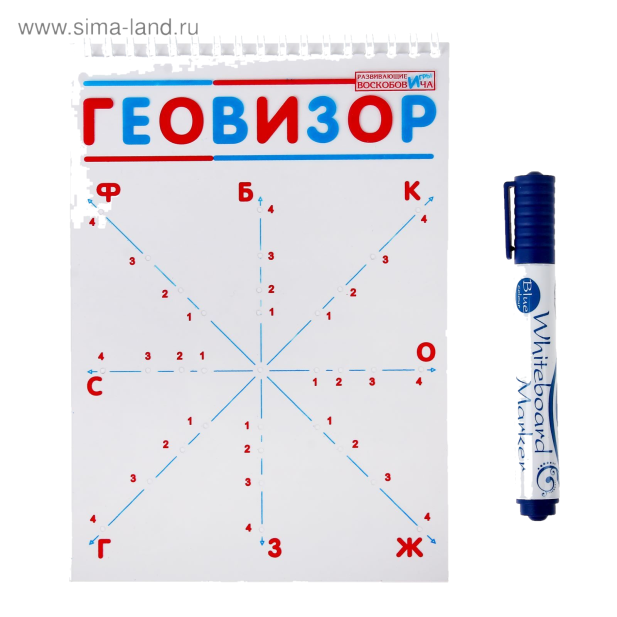 www.sima-land.ru
РАЗВИВАЮЩИЕ ИГРЫ
ВОСКОБОВИЧА
ГЕОВИЗОР
Ф Б К
4 4 4
3 3 3
2 2 2
1 1 1
4 3 2 1 1 2 3 4
С О
1 1 1
2 2 2
3 3 3
4 4 4
Г З Ж
Blue
colour
Whiteboard
Marker